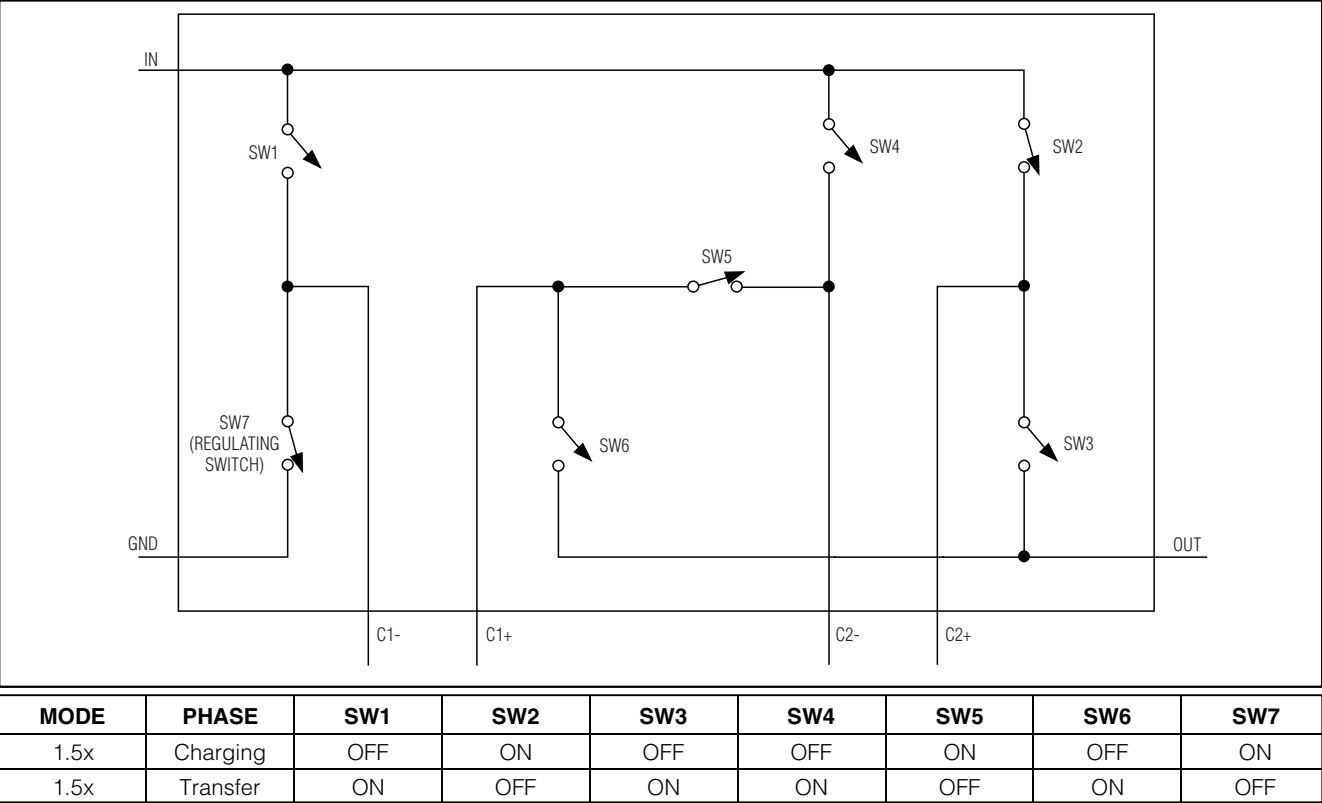 IN
SW1
SW4
SW2
SW5
SW7
(REGULATING
SWITCH)
SW6
SW3
GND
OUT
C1-
C1+
C2-
C2+
MODE PHASE SW1 SW2 SW3 SW4 SW5 SW6 SW7
1.5x Charging OFF ON OFF OFF ON OFF ON
1.5x Transfer ON OFF ON ON OFF ON OFF